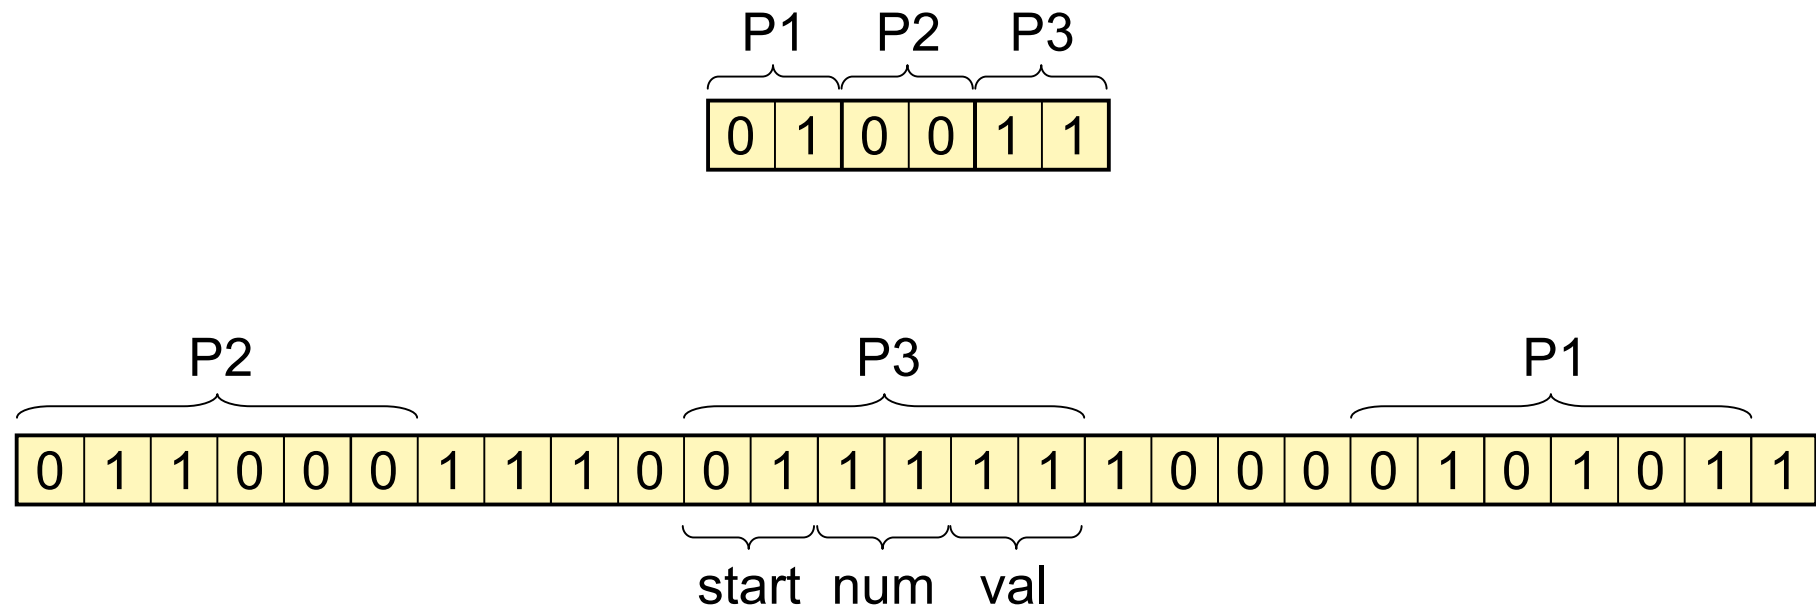 P1 P2 P3
0 1 0 0 1 1
P2 P3 P1
0 1 1 0 0 0 1 1 1 0 0 1 1 1 1 1 1 0 0 0 0 1 0 1 0 1 1
start num val